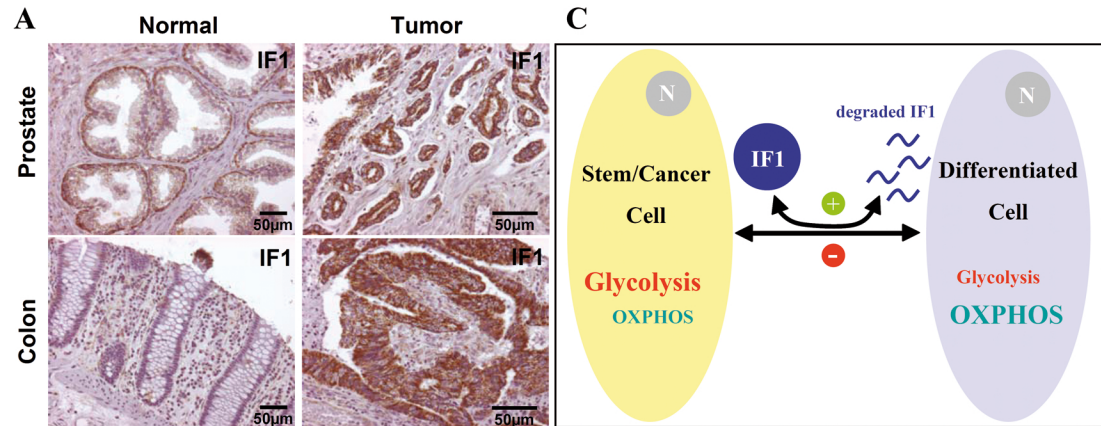 A
Normal
Tumor
Prostate
IF1
50µm
IF1
50µm
Colon
IF1
50µm
IF1
50µm
C
N
Stem/Cancer
Cell
Glycolysis
OXPHOS
IF1
degraded IF1
+
-
N
Differentiated
Cell
Glycolysis
OXPHOS